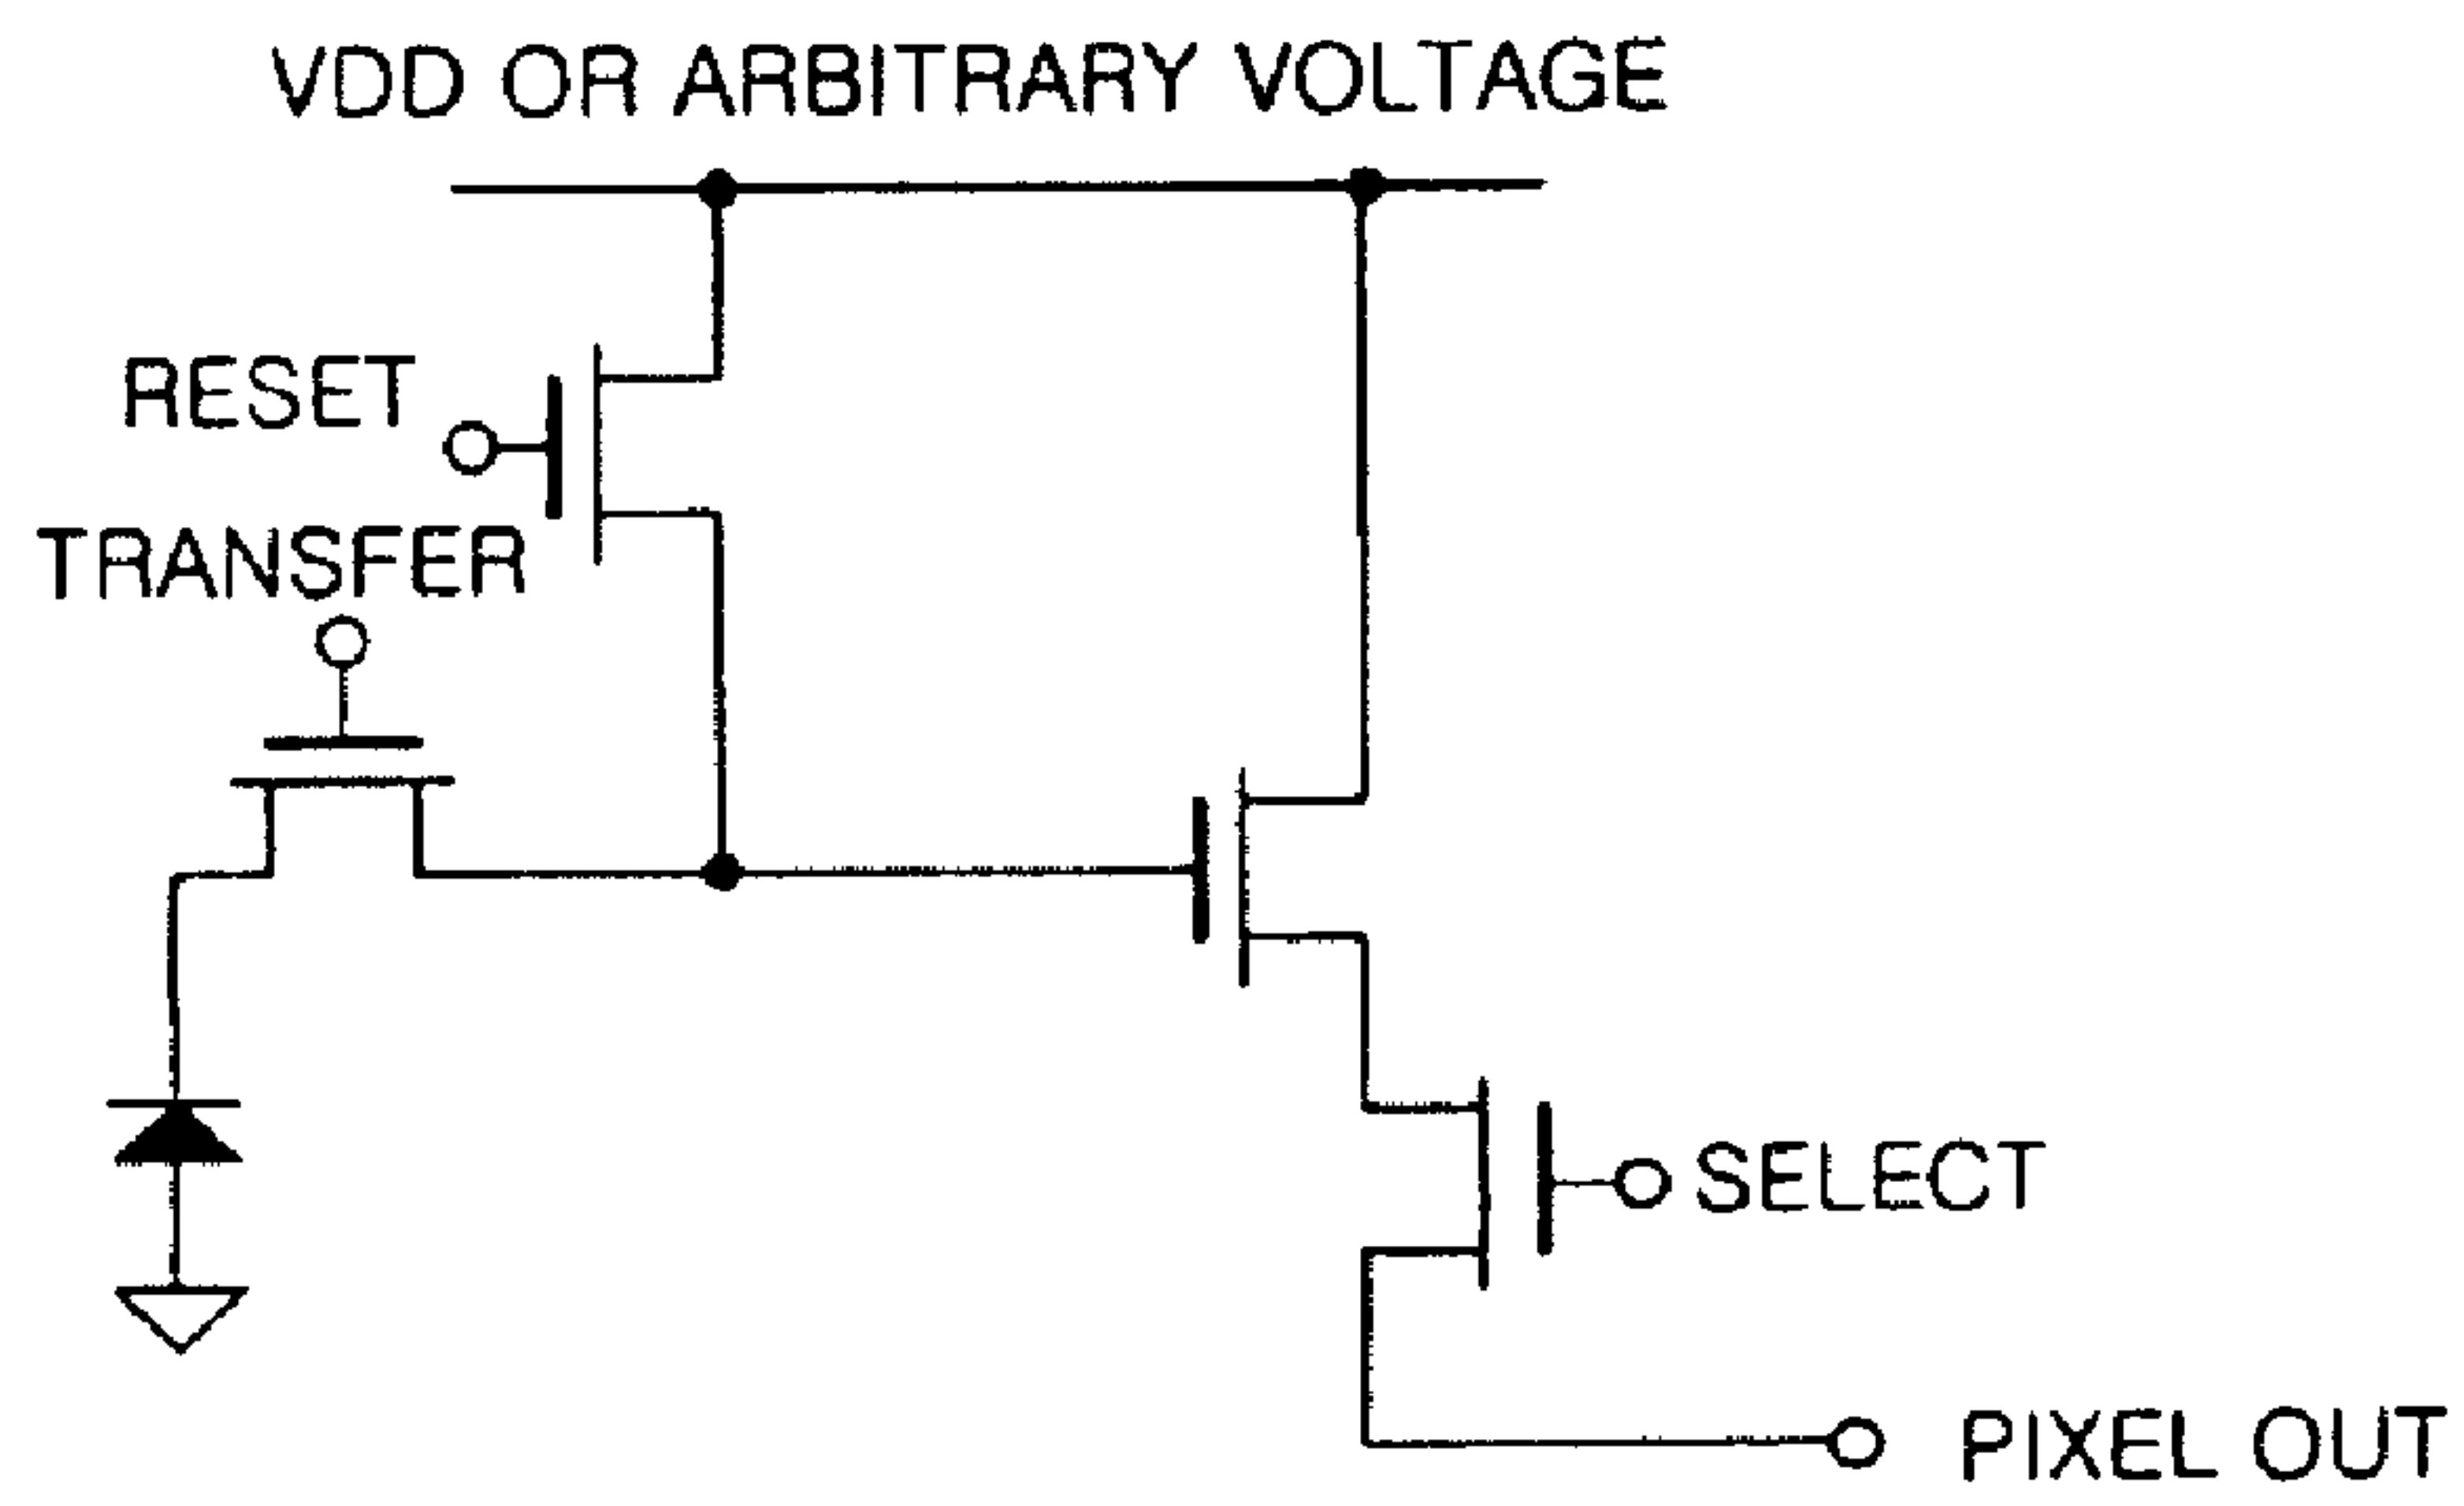 VDD OR ARBITRARY VOLTAGE
RESET
TRANSFER
SELECT
PIXEL OUT